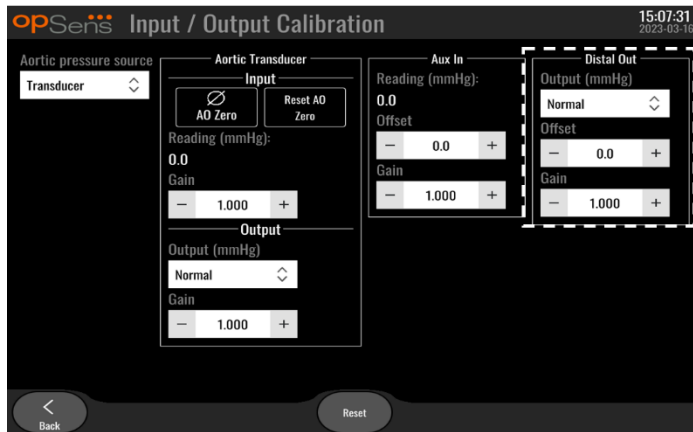 opSens Input / Output Calibration
15:07:31
2023-03-16
Aortic pressure source
Transducer
Aortic Transducer
Input
AO Zero
Reset AO
Zero
Reading (mmHg):
0.0
Gain
− 1.000 +
Output
Output (mmHg)
Normal
Gain
− 1.000 +
Aux In
Reading (mmHg):
0.0
Offset
− 0.0 +
Gain
− 1.000 +
Distal Out
Output (mmHg)
Normal
Offset
− 0.0 +
Gain
− 1.000 +
Back
Reset